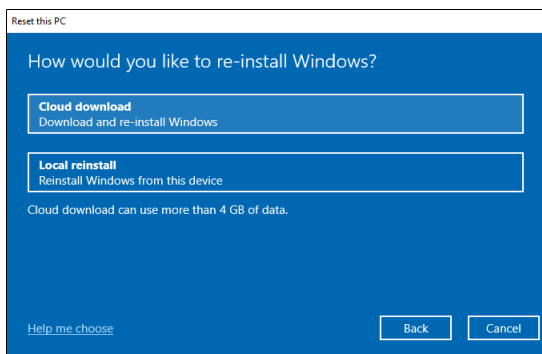 Reset this PC
How would you like to re-install Windows?
Cloud download
Download and re-install Windows
Local reinstall
Reinstall Windows from this device
Cloud download can use more than 4 GB of data.
Help me choose
Back
Cancel